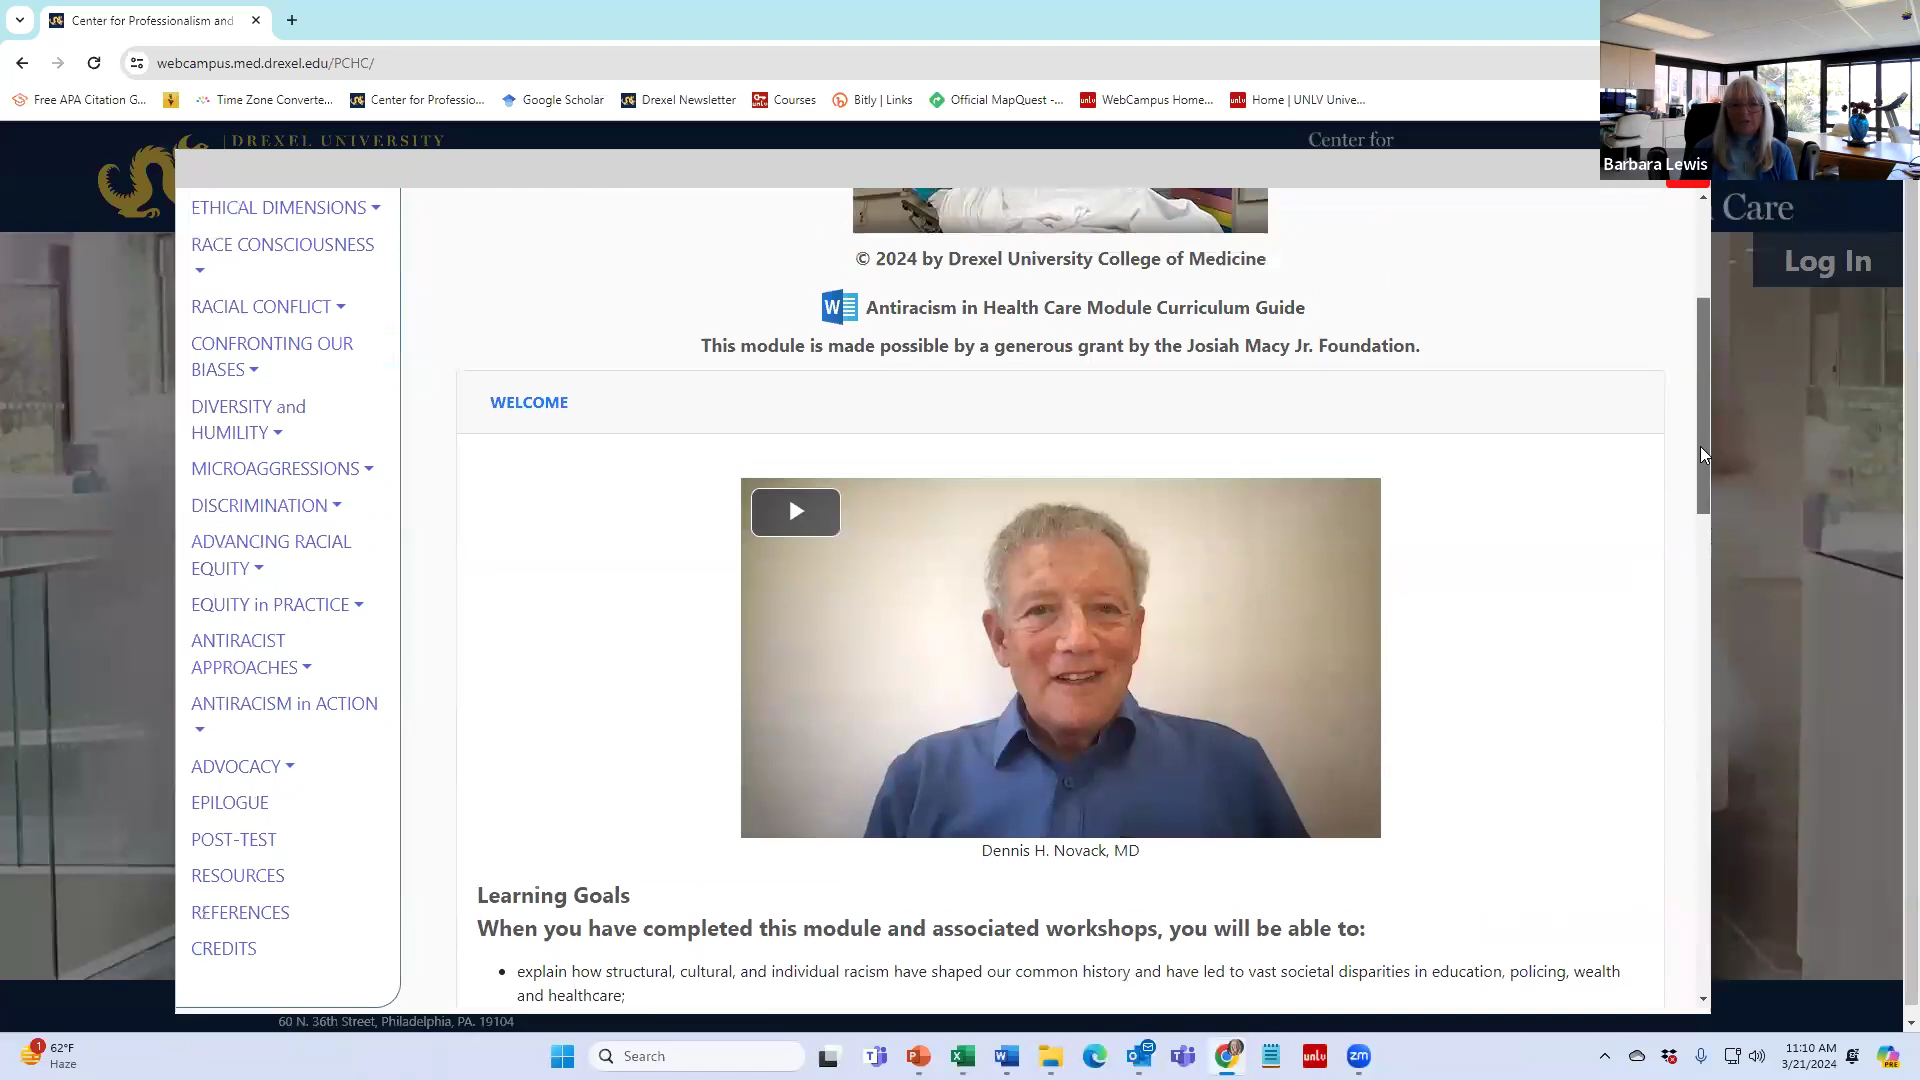 Center for Professionalism and
webcampus.med.drexel.edu/PCHC/
Free APA Citation G...
Time Zone Converte...
Center for Professio...
Google Scholar
Drexel Newsletter
Courses
Bitly | Links
Official MapQuest -...
WebCampus Home...
Home | UNLV Unive...
Barbara Lewis
DREXEL UNIVERSITY
Center for
Care
Log In
ETHICAL DIMENSIONS
RACE CONSCIOUSNESS
RACIAL CONFLICT
CONFRONTING OUR
BIASES
DIVERSITY and
HUMILITY
MICROAGGRESSIONS
DISCRIMINATION
ADVANCING RACIAL
EQUITY
EQUITY in PRACTICE
ANTIRACIST
APPROACHES
ANTIRACISM in ACTION
ADVOCACY
EPILOGUE
POST-TEST
RESOURCES
REFERENCES
CREDITS
© 2024 by Drexel University College of Medicine
W Antiracism in Health Care Module Curriculum Guide
This module is made possible by a generous grant by the Josiah Macy Jr. Foundation.
WELCOME
Dennis H. Novack, MD
Learning Goals
When you have completed this module and associated workshops, you will be able to:
explain how structural, cultural, and individual racism have shaped our common history and have led to vast societal disparities in education, policing, wealth
and healthcare;
60 N. 36th Street, Philadelphia, PA. 19104
1
62°F
Haze
Search
unlv
zm
11:10 AM
3/21/2024
PRE